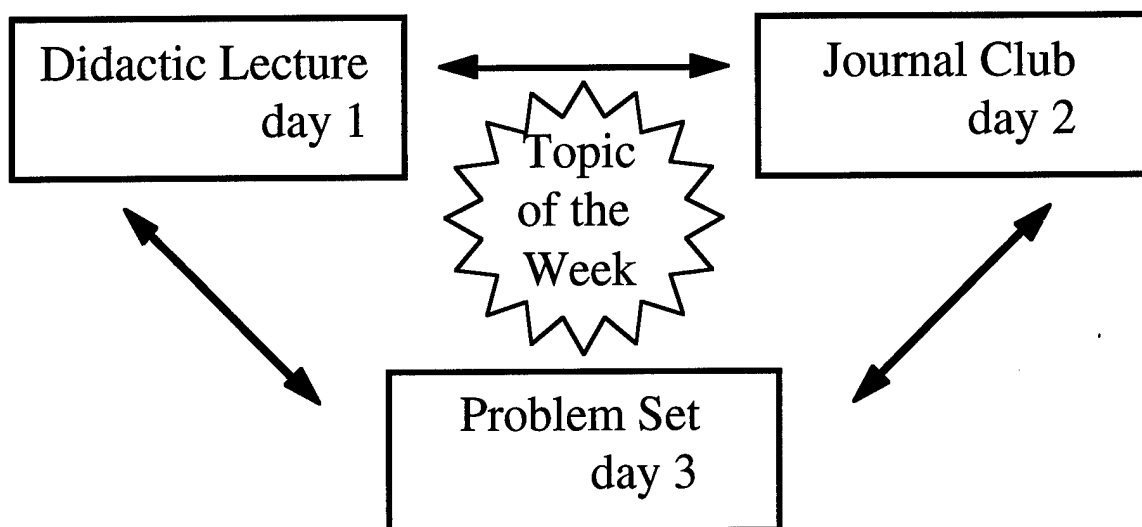 Didactic Lecture
day 1
Journal Club
day 2
Topic
of the
Week
Problem Set
day 3